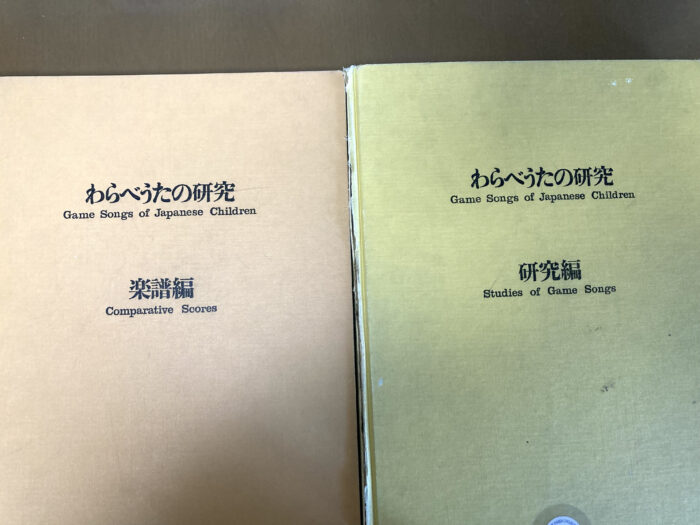 わらべうたの研究
Game Songs of Japanese Children
楽譜編
Comparative Scores
わらべうたの研究
Game Songs of Japanese Children
研究編
Studies of Game Songs